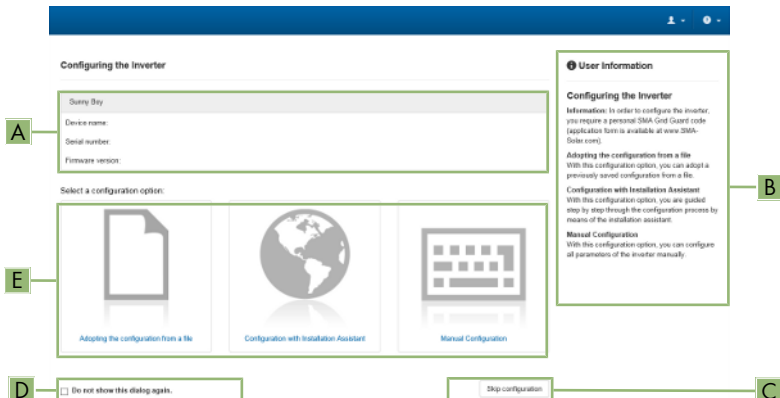 Configuring the Inverter
Sunny Boy
Device name:
Serial number:
Firmware version:
A
Select a configuration option:
E
Adopting the configuration from a file
Configuration with Installation Assistant
Manual Configuration
D
Do not show this dialog again.
Skip configuration
C
User Information
Configuring the Inverter
Information: In order to configure the inverter,
you require a personal SMA Grid Guard code
(application form is available at www.SMA-
Solar.com).
Adopting the configuration from a file
With this configuration option, you can adopt a
previously saved configuration from a file.
Configuration with Installation Assistant
With this configuration option, you are guided
step by step through the configuration process by
means of the installation assistant.
Manual Configuration
With this configuration option, you can configure
all parameters of the inverter manually.
B